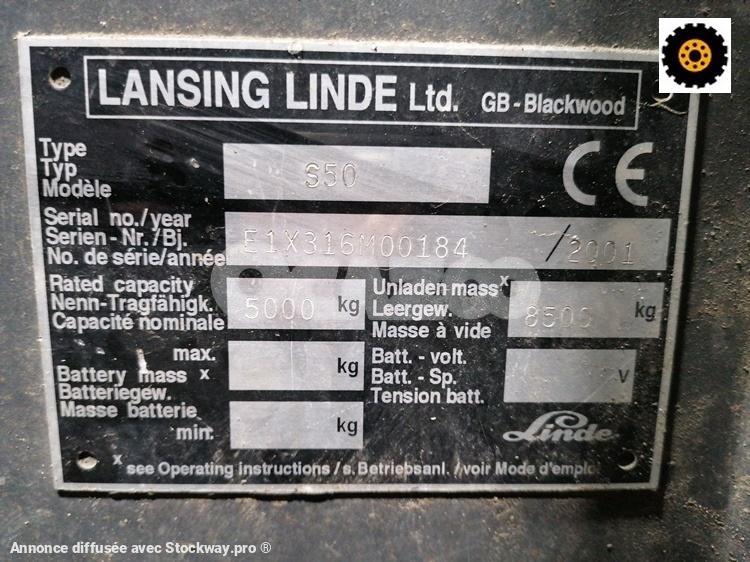 LANSING LINDE Ltd. GB-Blackwood
Type
Typ
Modèle
S50
CE
Serial no./year
Serien-Nr./Bj.
No. de série/année
E1X316M00184 / 2001
Rated capacity
Nenn-Tragfähigk.
Capacité nominale
5000 kg
Unladen mass x
Leergew.
Masse à vide
8500 kg
max.
Battery mass x
Batteriegew.
Masse batterie
min.
kg
kg
Batt. - volt.
Batt. - Sp.
Tension batt.
V
Linde
x see Operating instructions / s. Betriebsanl. / voir Mode d'emploi
Annonce diffusée avec Stockway.pro ®